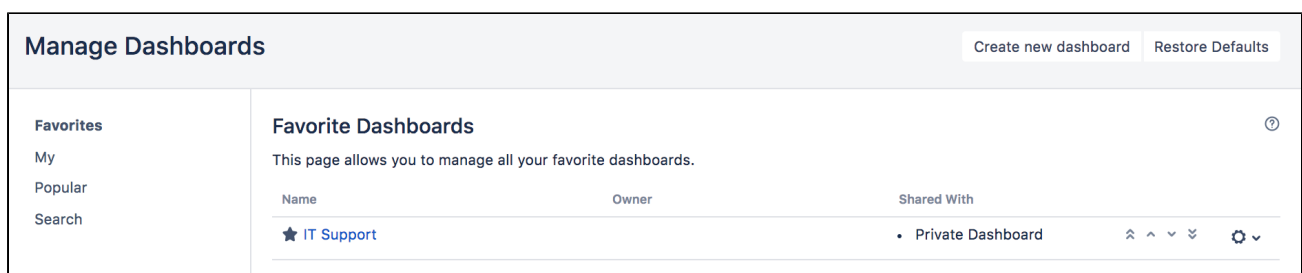 Manage Dashboards
Create new dashboard Restore Defaults
Favorites
My
Popular
Search
Favorite Dashboards
This page allows you to manage all your favorite dashboards.
Name Owner Shared With
IT Support • Private Dashboard